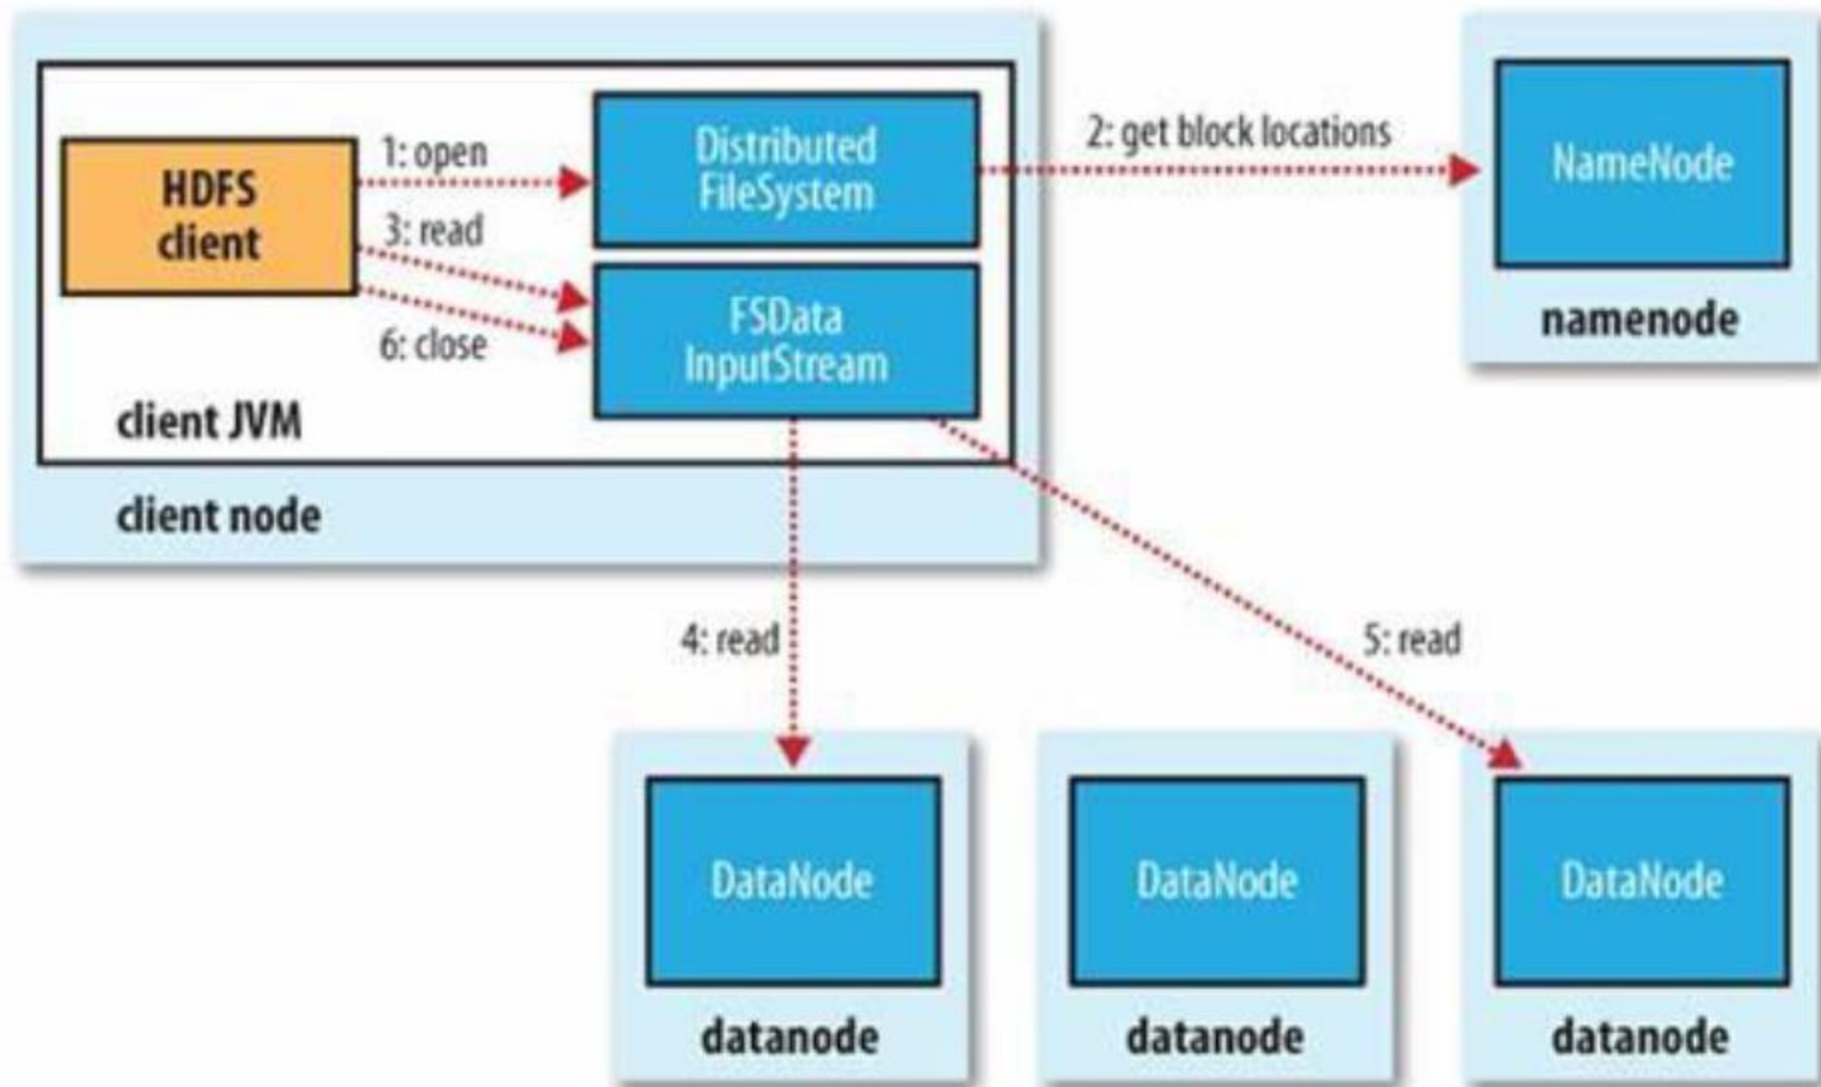 HDFS
client
1: open
3: read
6: close
Distributed
FileSystem
FSData
InputStream
client JVM
client node
2: get block locations
NameNode
namenode
4: read
5: read
DataNode
datanode
DataNode
datanode
DataNode
datanode